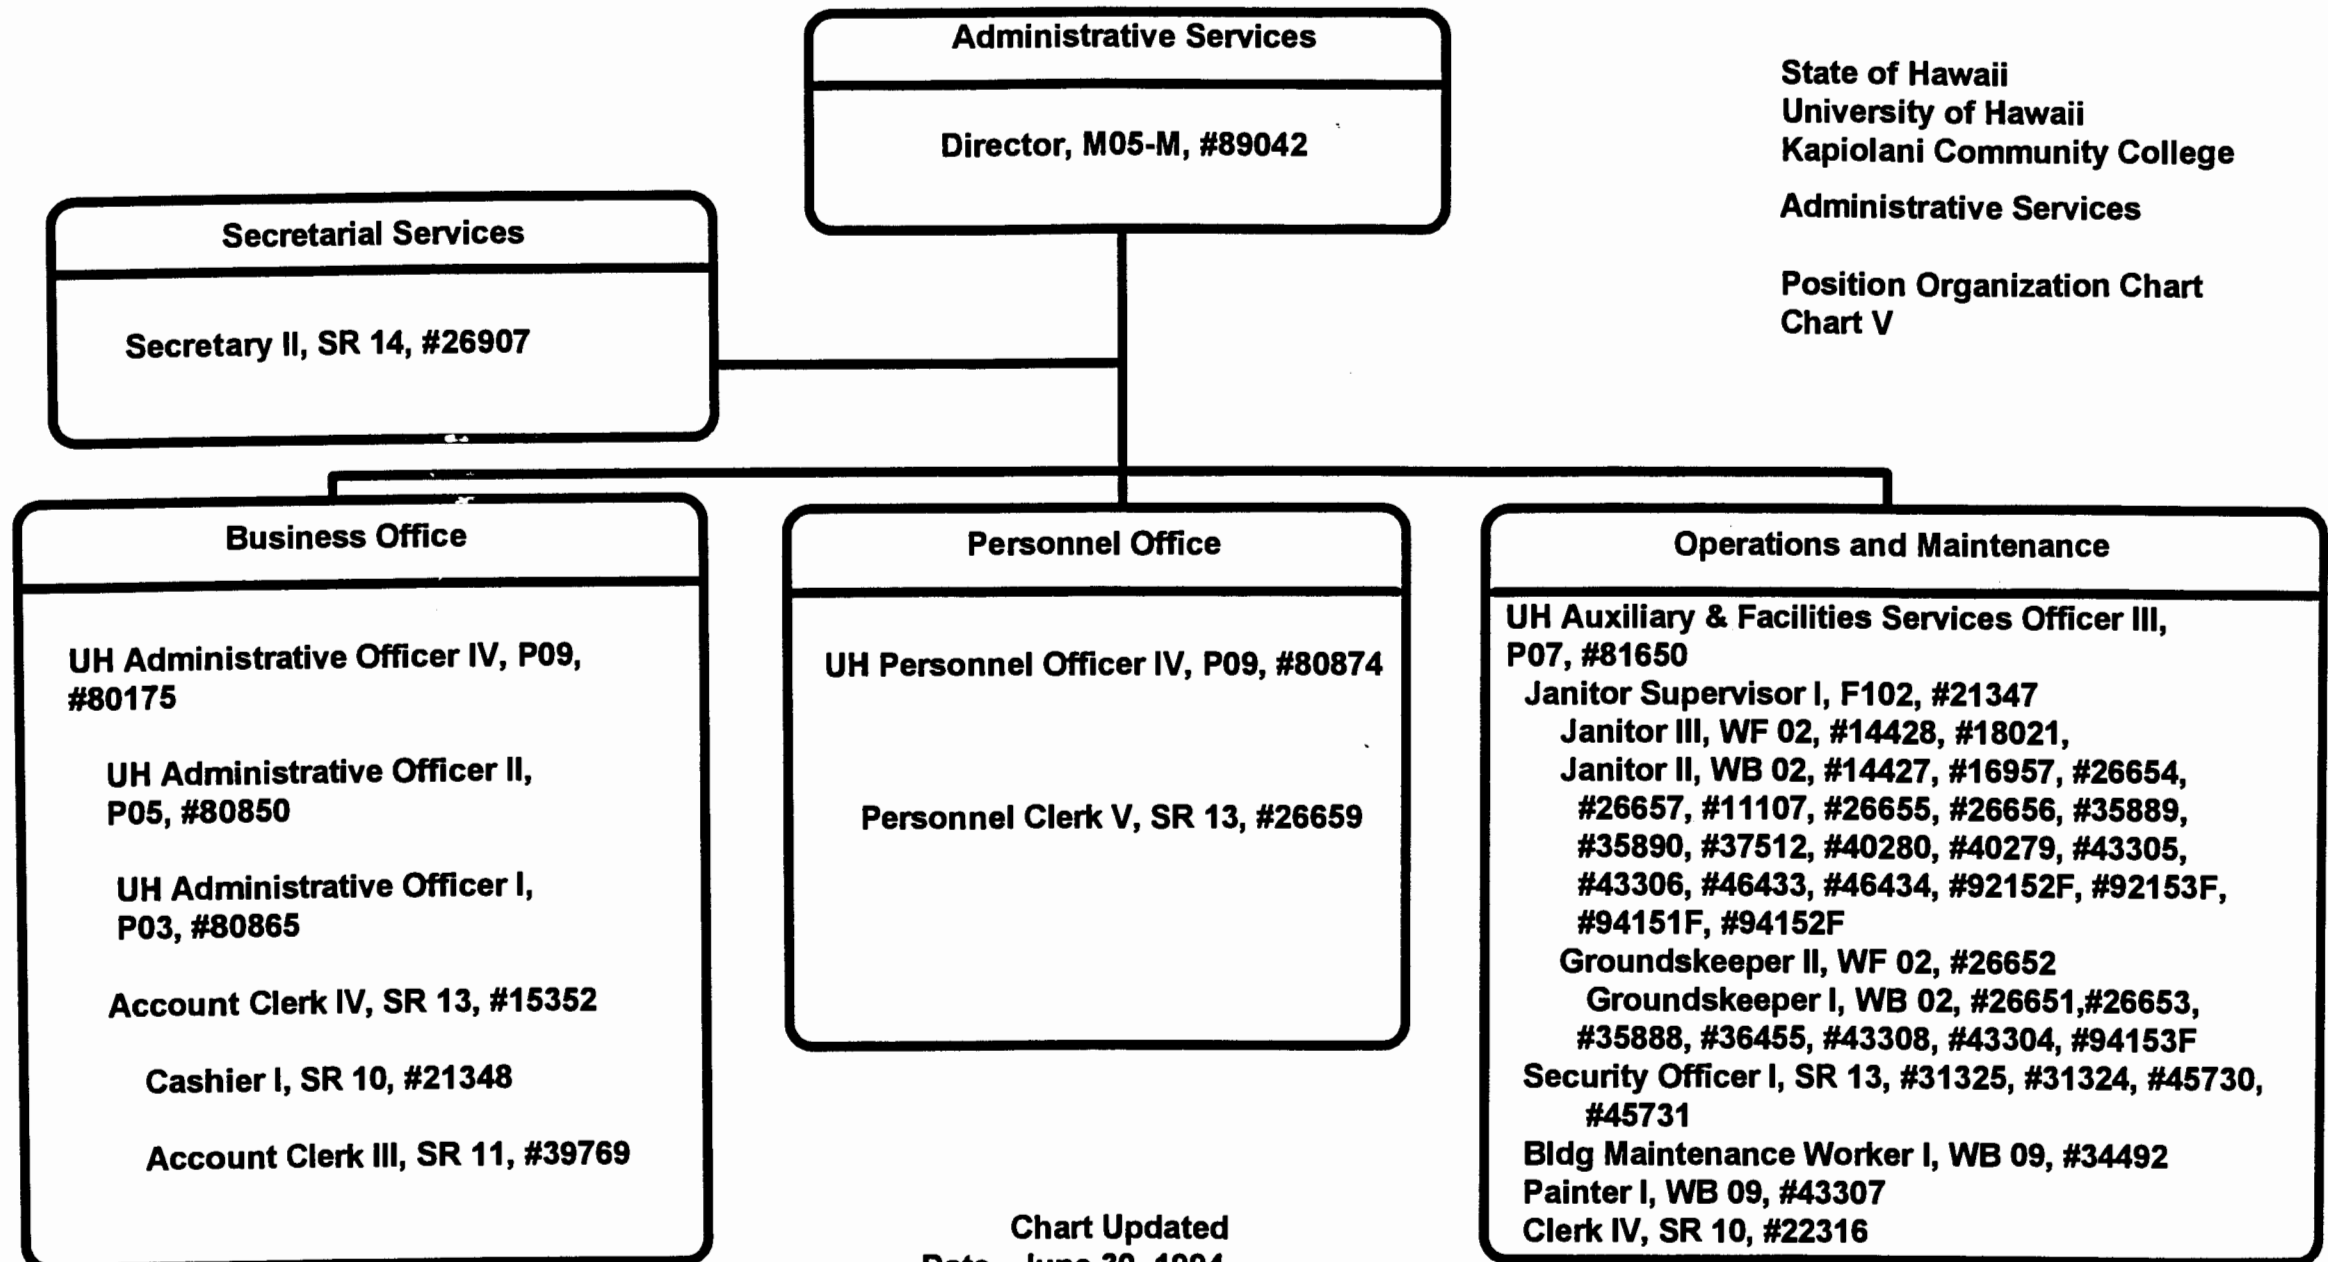 Administrative Services
Director, M05-M, #89042
State of Hawaii
University of Hawaii
Kapiolani Community College
Administrative Services
Position Organization Chart
Chart V
Secretarial Services
Secretary II, SR 14, #26907
Business Office
UH Administrative Officer IV, P09,
#80175
UH Administrative Officer II,
P05, #80850
UH Administrative Officer I,
P03, #80865
Account Clerk IV, SR 13, #15352
Cashier I, SR 10, #21348
Account Clerk III, SR 11, #39769
Personnel Office
UH Personnel Officer IV, P09, #80874
Personnel Clerk V, SR 13, #26659
Operations and Maintenance
UH Auxiliary & Facilities Services Officer III,
P07, #81650
Janitor Supervisor I, F102, #21347
Janitor III, WF 02, #14428, #18021,
Janitor II, WB 02, #14427, #16957, #26654,
#26657, #11107, #26655, #26656, #35889,
#35890, #37512, #40280, #40279, #43305,
#43306, #46433, #46434, #92152F, #92153F,
#94151F, #94152F
Groundskeeper II, WF 02, #26652
Groundskeeper I, WB 02, #26651,#26653,
#35888, #36455, #43308, #43304, #94153F
Security Officer I, SR 13, #31325, #31324, #45730,
#45731
Bldg Maintenance Worker I, WB 09, #34492
Painter I, WB 09, #43307
Clerk IV, SR 10, #22316
Chart Updated